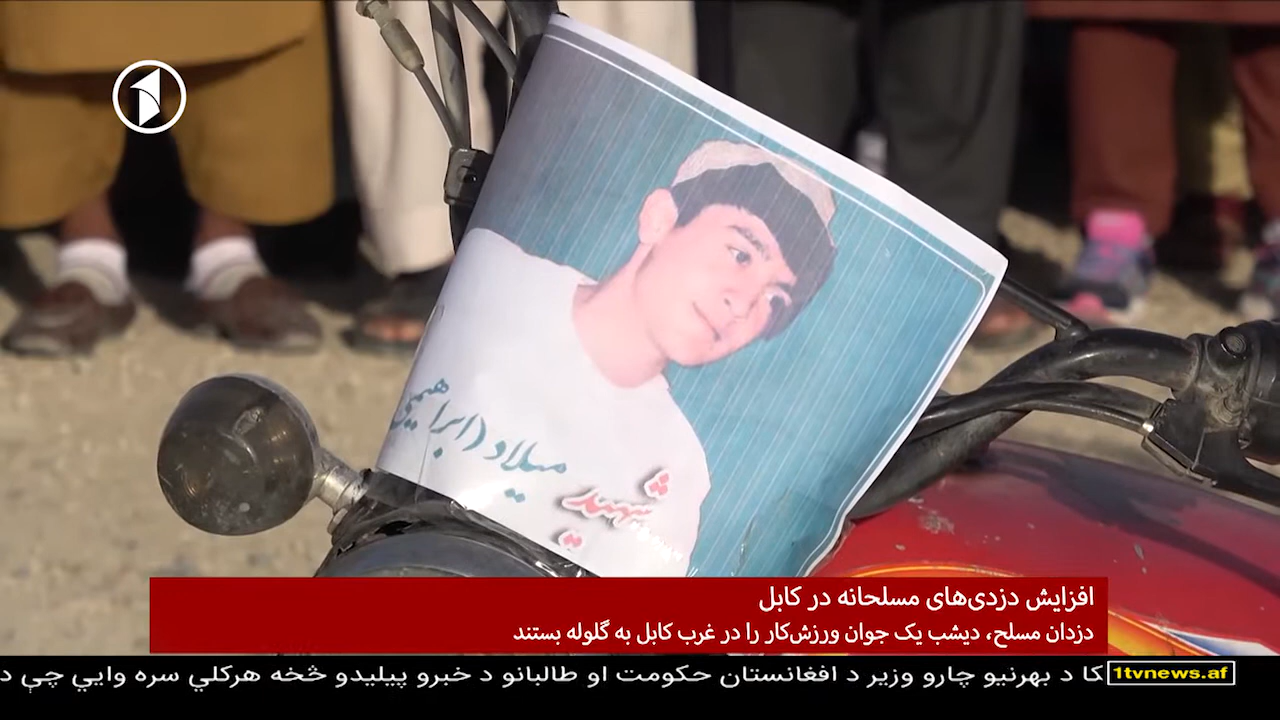 میلاد (ابراهیمی
شهید
افزایش دزدی‌های مسلحانه در کابل
دزدان مسلح، دیشب یک جوان ورزش‌کار را در غرب کابل به گلوله بستند
کا د بهرنیو چارو وزیر د افغانستان حکومت او طالبانو د خبرو پیلیدو څخه هرکلي سره وایي چې د
1tvnews.af